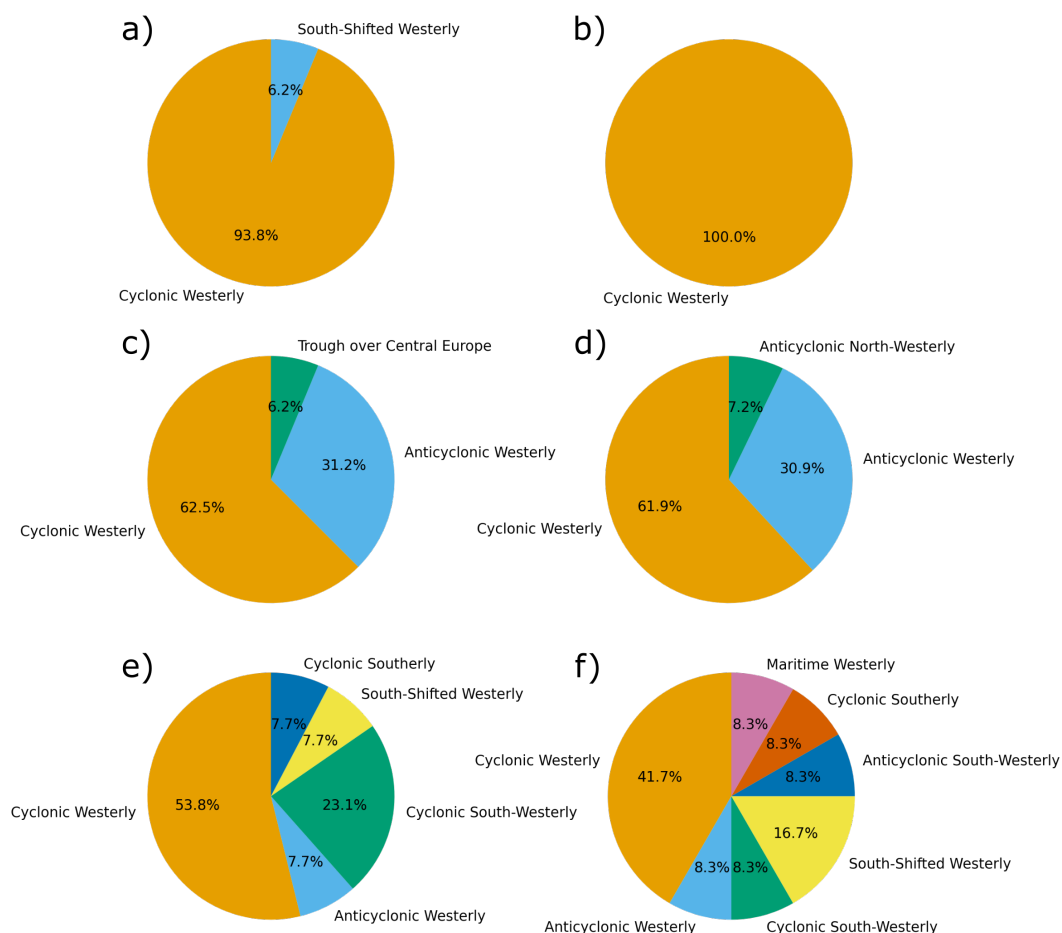 a)
South-Shifted Westerly
6.2%
93.8%
Cyclonic Westerly
b)
100.0%
Cyclonic Westerly
c)
Trough over Central Europe
6.2%
Anticyclonic Westerly
31.2%
62.5%
Cyclonic Westerly
d)
Anticyclonic North-Westerly
7.2%
Anticyclonic Westerly
30.9%
61.9%
Cyclonic Westerly
e)
Cyclonic Southerly
South-Shifted Westerly
7.7%
7.7%
53.8%
23.1%
Cyclonic Westerly
Cyclonic South-Westerly
7.7%
Anticyclonic Westerly
f)
Maritime Westerly
Cyclonic Southerly
8.3%
8.3%
Cyclonic Westerly
Anticyclonic South-Westerly
41.7%
8.3%
16.7%
South-Shifted Westerly
8.3%
8.3%
Anticyclonic Westerly
Cyclonic South-Westerly